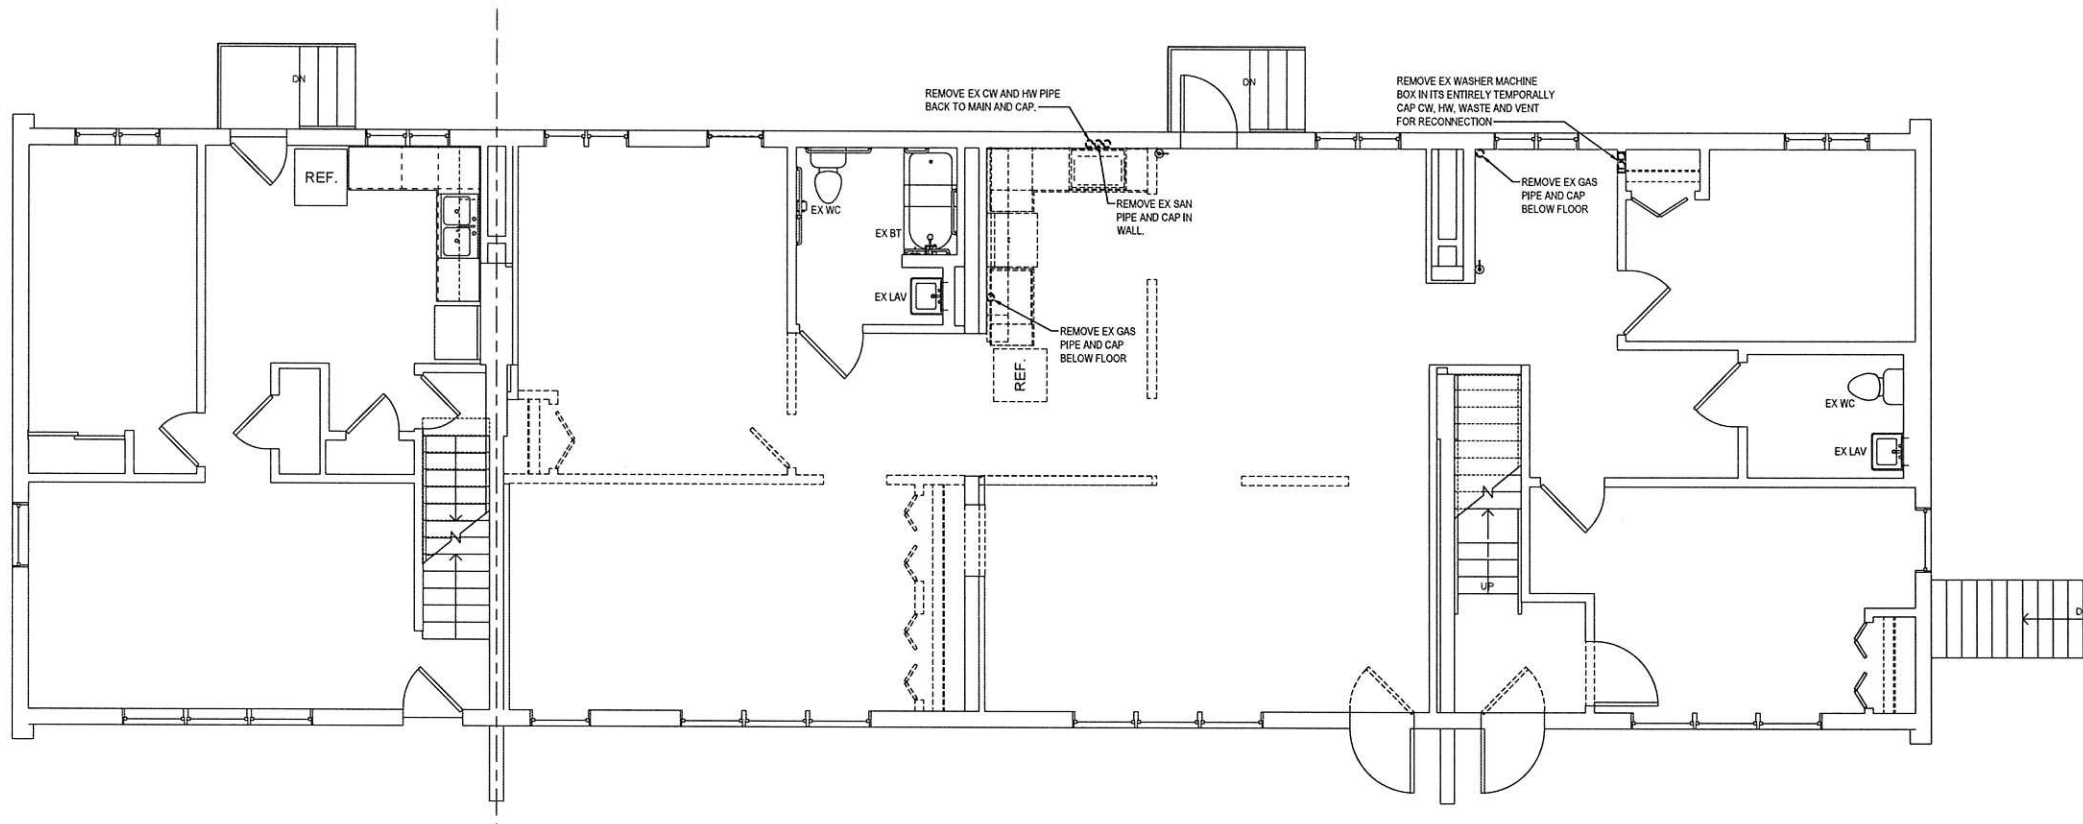 DN
DN
REMOVE EX CW AND HW PIPE
BACK TO MAIN AND CAP.
REMOVE EX WASHER MACHINE
BOX IN ITS ENTIRELY TEMPORALLY
CAP CW, HW, WASTE AND VENT
FOR RECONNECTION
REF.
EX WC
EX BT
EX LAV
REMOVE EX SAN
PIPE AND CAP IN
WALL.
REMOVE EX GAS
PIPE AND CAP
BELOW FLOOR
REMOVE EX GAS
PIPE AND CAP
BELOW FLOOR
REF.
EX WC
EX LAV
N
N
UP
D